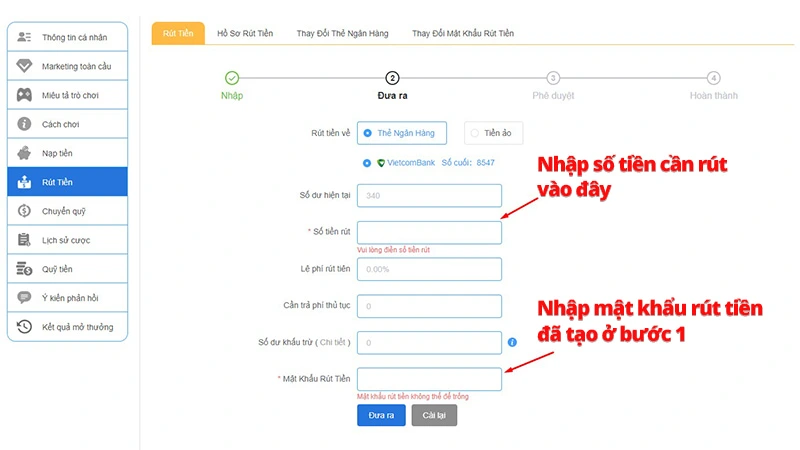 Thông tin cá nhân
Marketing toàn cầu
Miêu tả trò chơi
Cách chơi
Nạp tiền
Rút Tiền
Chuyển quỹ
Lịch sử cược
Quỹ tiền
Ý kiến phản hồi
Kết quả mở thưởng
Rút Tiền
Hồ Sơ Rút Tiền
Thay Đổi Thẻ Ngân Hàng
Thay Đổi Mật Khẩu Rút Tiền
2
3
4
Nhập
Đưa ra
Phê duyệt
Hoàn thành
Rút tiền về
Thẻ Ngân Hàng
Tiền ảo
VietcomBank Số cuối: 8547
Số dư hiện tại
340
* Số tiền rút
Vui lòng điền số tiền rút
Lệ phí rút tiền
0.00%
Cần trả phí thủ tục
0
Số dư khấu trừ ( Chi tiết )
0
* Mật Khẩu Rút Tiền
Mật khẩu rút tiền không thể để trống
Đưa ra
Cài lại
Nhập số tiền cần rút
vào đây
Nhập mật khẩu rút tiền
đã tạo ở bước 1